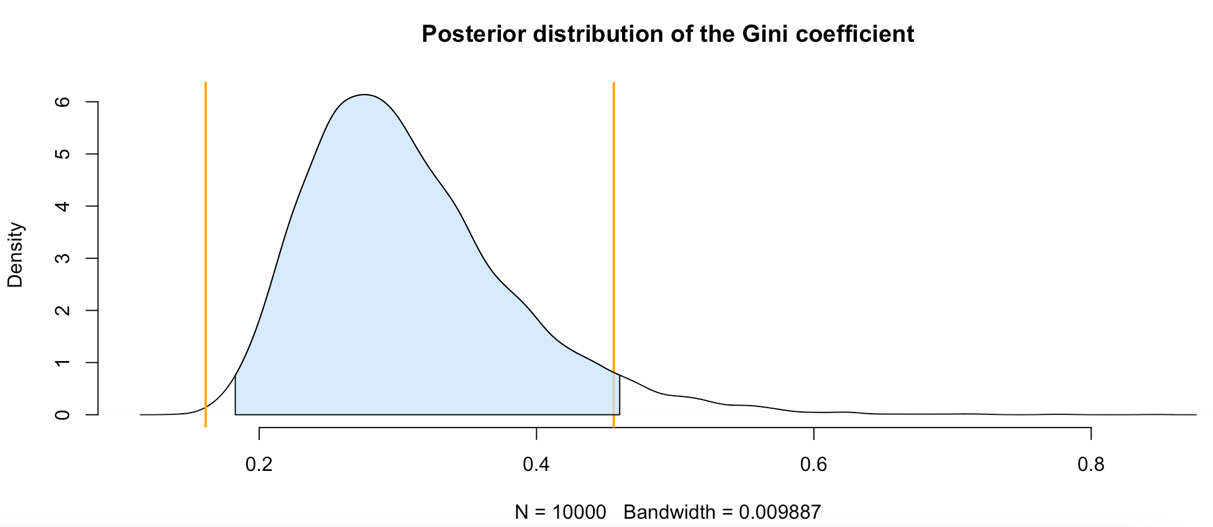 Posterior distribution of the Gini coefficient
Density
6
5
4
3
2
1
0
0.2 0.4 0.6 0.8
N = 10000 Bandwidth = 0.009887